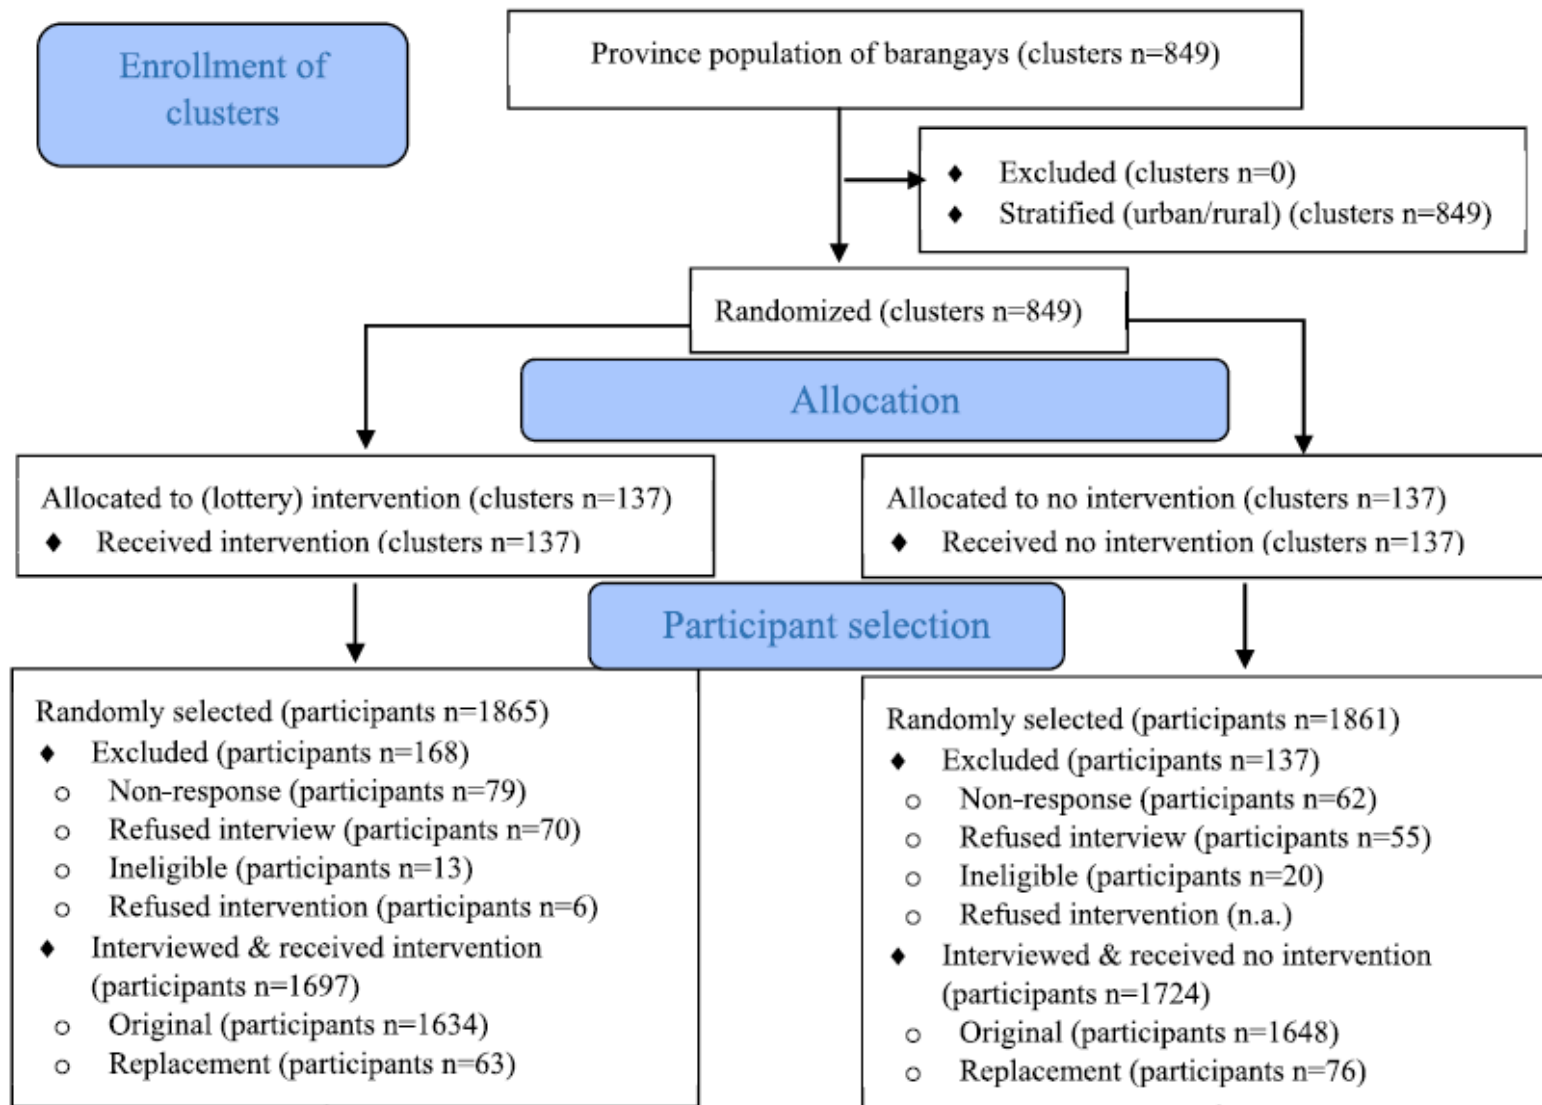 Enrollment of
clusters
Province population of barangays (clusters n=849)
♦ Excluded (clusters n=0)
♦ Stratified (urban/rural) (clusters n=849)
Randomized (clusters n=849)
Allocation
Allocated to (lottery) intervention (clusters n=137)
♦ Received intervention (clusters n=137)
Allocated to no intervention (clusters n=137)
♦ Received no intervention (clusters n=137)
Participant selection
Randomly selected (participants n=1865)
♦ Excluded (participants n=168)
o Non-response (participants n=79)
o Refused interview (participants n=70)
o Ineligible (participants n=13)
o Refused intervention (participants n=6)
♦ Interviewed & received intervention
(participants n=1697)
o Original (participants n=1634)
o Replacement (participants n=63)
Randomly selected (participants n=1861)
♦ Excluded (participants n=137)
o Non-response (participants n=62)
o Refused interview (participants n=55)
o Ineligible (participants n=20)
o Refused intervention (n.a.)
♦ Interviewed & received no intervention
(participants n=1724)
o Original (participants n=1648)
o Replacement (participants n=76)